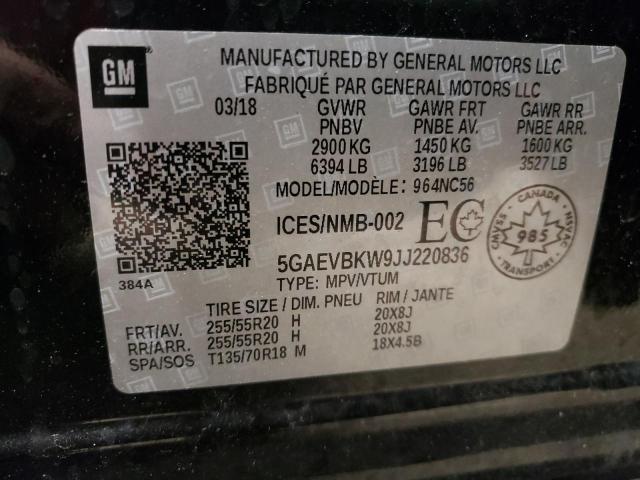 GM
MANUFACTURED BY GENERAL MOTORS LLC
FABRIQUÉ PAR GENERAL MOTORS LLC
03/18 GVWR GAWR FRT GAWR RR
PNBV PNBE AV. PNBE ARR.
2900 KG 1450 KG 1600 KG
6394 LB 3196 LB 3527 LB
MODEL/MODÈLE: 964NC56
ICES/NMB-002 EC
CANADA
CMVSS NSVAC
985
TRANSPORT
384A
5GAEVBKW9JJ220836
TYPE: MPV/VTUM
TIRE SIZE / DIM. PNEU RIM / JANTE
FRT/AV. 255/55R20 H 20X8J
RR/ARR. 255/55R20 H 20X8J
SPA/SOS T135/70R18 M 18X4.5B